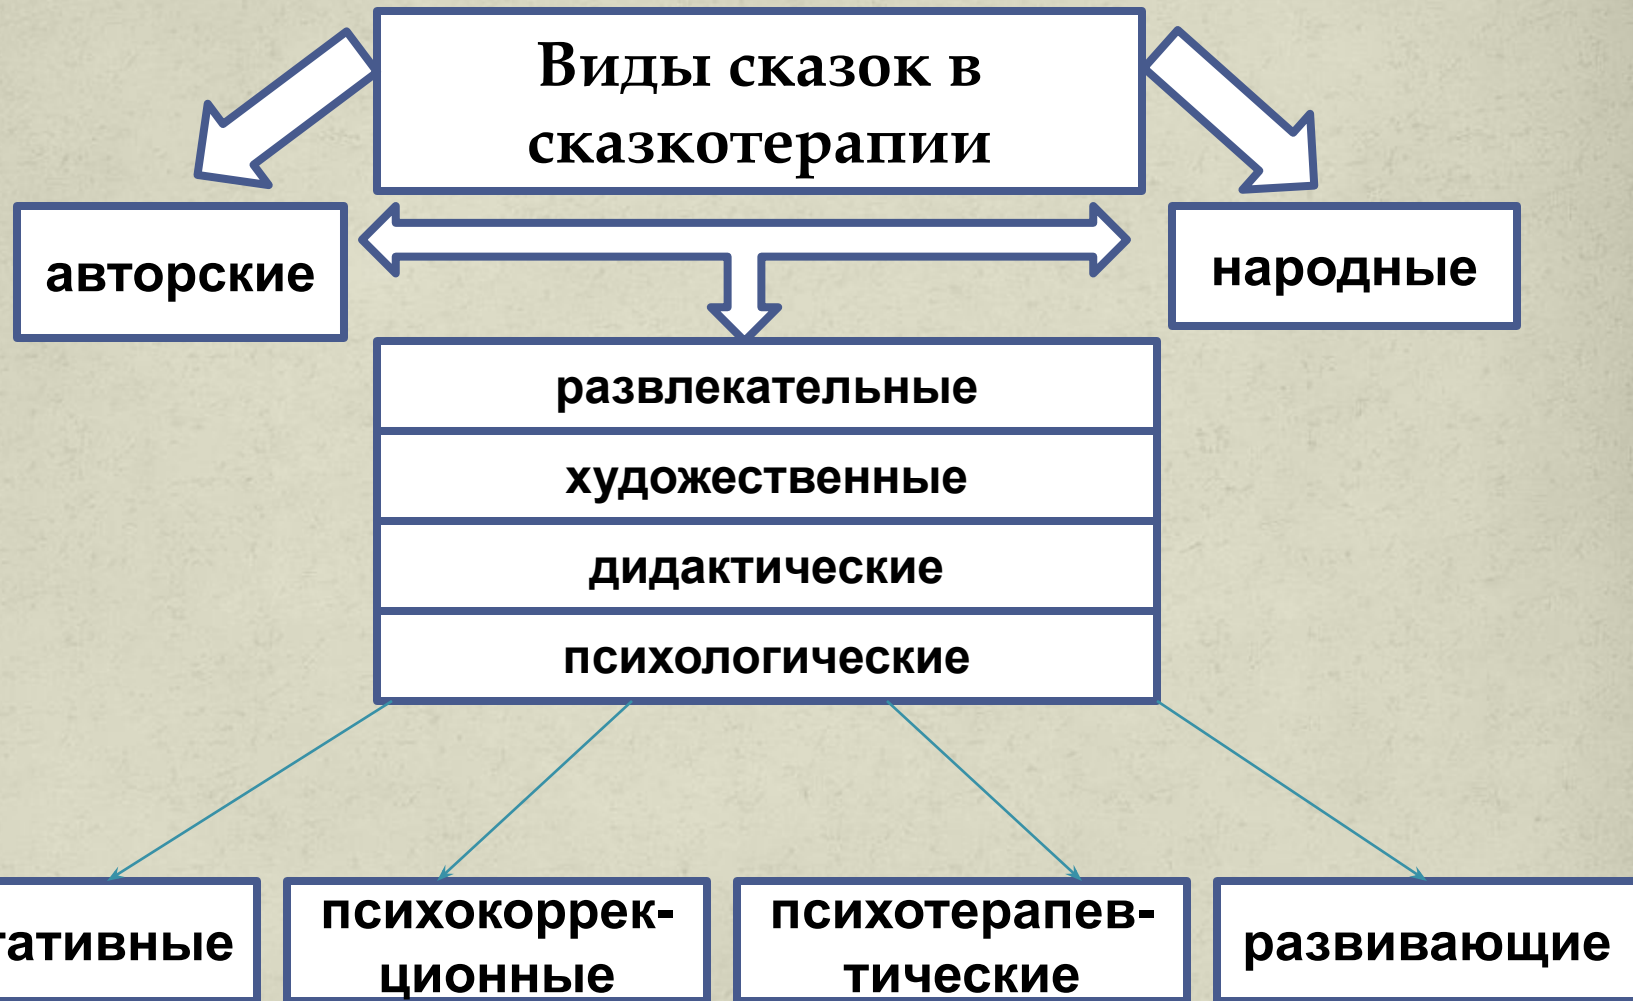 Виды сказок в
сказкотерапии
авторские
народные
развлекательные
художественные
дидактические
психологические
тативные
психокоррек-
ционные
психотерапев-
тические
развивающие